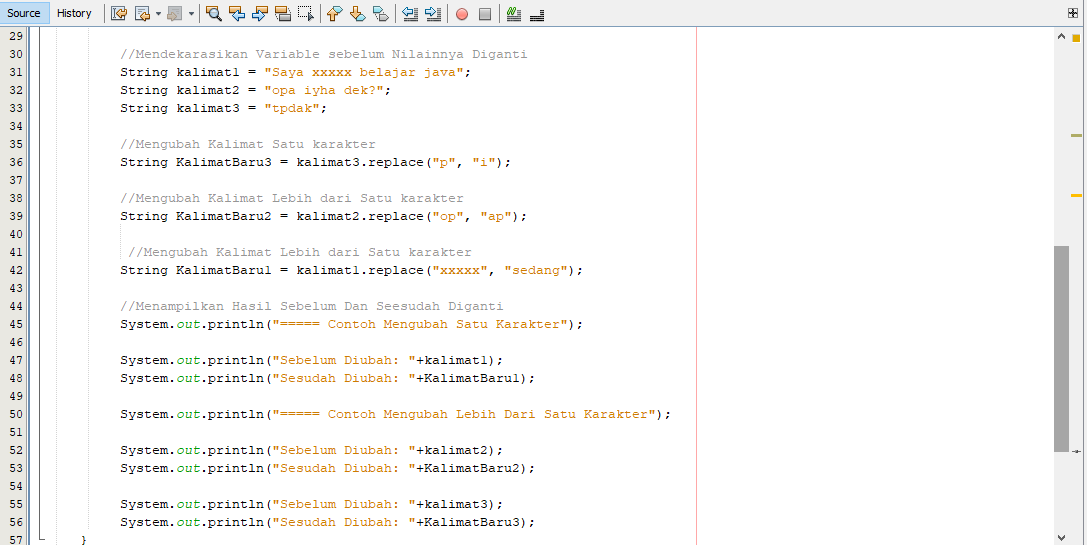 Source History
29
30 //Mendekarasikan Variable sebelum Nilainnya Diganti
31 String kalimat1 = "Saya xxxxx belajar java";
32 String kalimat2 = "opa iyha dek?";
33 String kalimat3 = "tpdak";
34
35 //Mengubah Kalimat Satu karakter
36 String KalimatBaru3 = kalimat3.replace("p", "i");
37
38 //Mengubah Kalimat Lebih dari Satu karakter
39 String KalimatBaru2 = kalimat2.replace("op", "ap");
40
41 //Mengubah Kalimat Lebih dari Satu karakter
42 String KalimatBaru1 = kalimat1.replace("xxxxx", "sedang");
43
44 //Menampilkan Hasil Sebelum Dan Seesudah Diganti
45 System.out.println("===== Contoh Mengubah Satu Karakter");
46
47 System.out.println("Sebelum Diubah: "+kalimat1);
48 System.out.println("Sesudah Diubah: "+KalimatBaru1);
49
50 System.out.println("===== Contoh Mengubah Lebih Dari Satu Karakter");
51
52 System.out.println("Sebelum Diubah: "+kalimat2);
53 System.out.println("Sesudah Diubah: "+KalimatBaru2);
54
55 System.out.println("Sebelum Diubah: "+kalimat3);
56 System.out.println("Sesudah Diubah: "+KalimatBaru3);
57 }